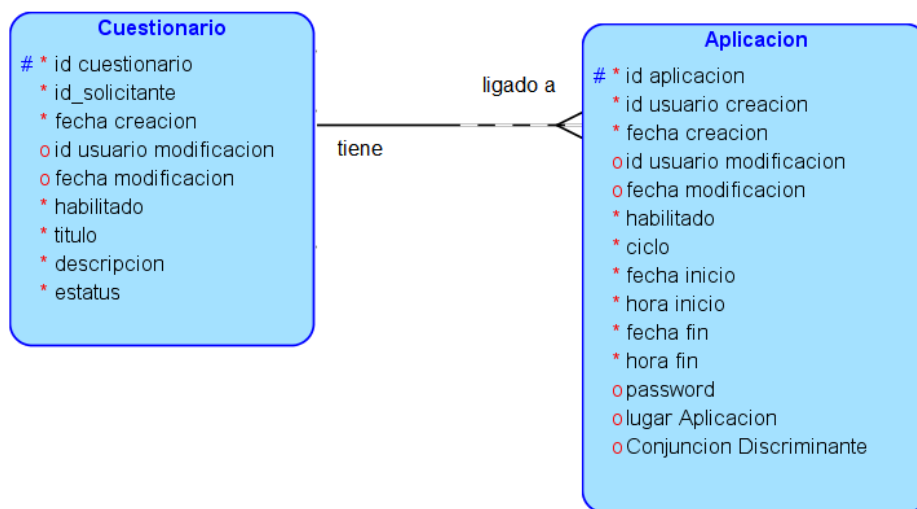 Cuestionario
# * id cuestionario
* id_solicitante
* fecha creacion
o id usuario modificacion
o fecha modificacion
* habilitado
* titulo
* descripcion
* estatus
ligado a
tiene
Aplicacion
# * id aplicacion
* id usuario creacion
* fecha creacion
o id usuario modificacion
o fecha modificacion
* habilitado
* ciclo
* fecha inicio
* hora inicio
* fecha fin
* hora fin
o password
o lugar Aplicacion
o Conjuncion Discriminante